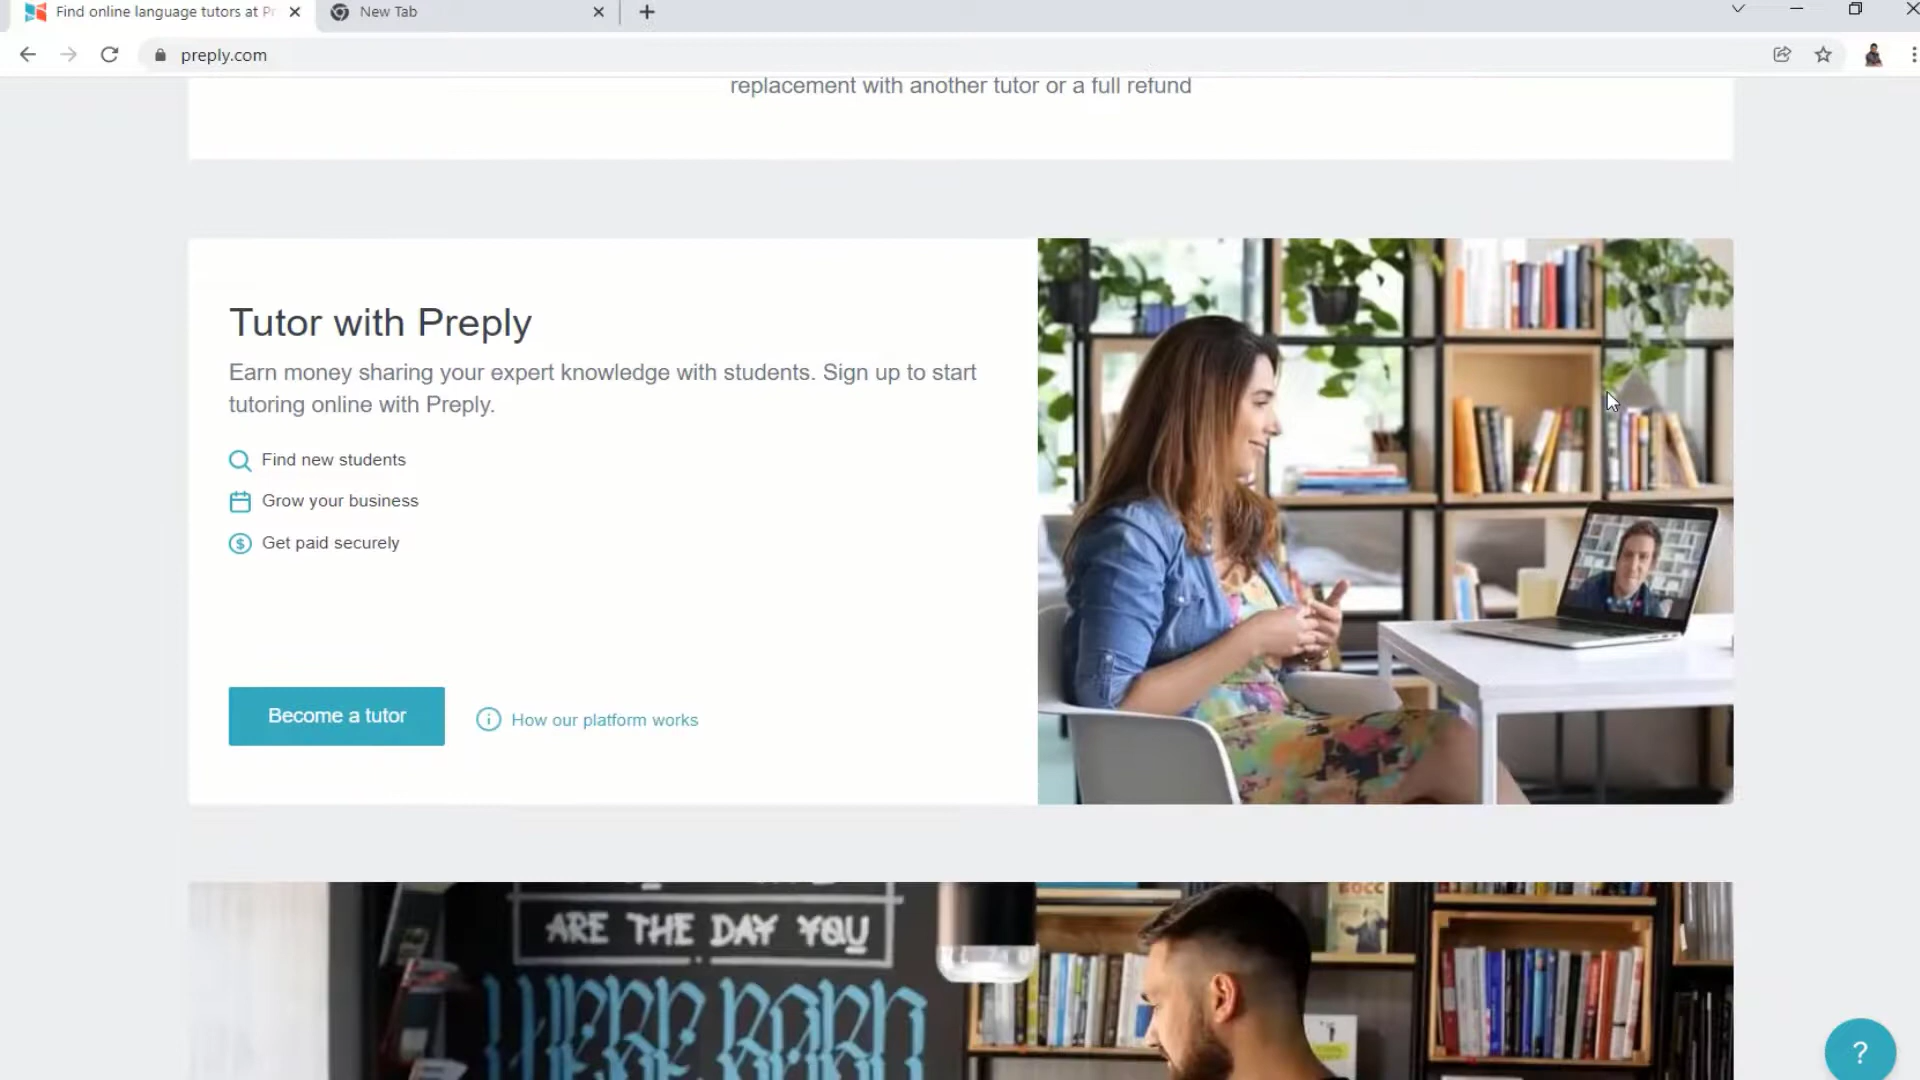 Find online language tutors at Pr
New Tab
preply.com
replacement with another tutor or a full refund
Tutor with Preply
Earn money sharing your expert knowledge with students. Sign up to start
tutoring online with Preply.
Find new students
Grow your business
Get paid securely
Become a tutor
How our platform works
ARE THE DAY YOU
WERE BORN
?